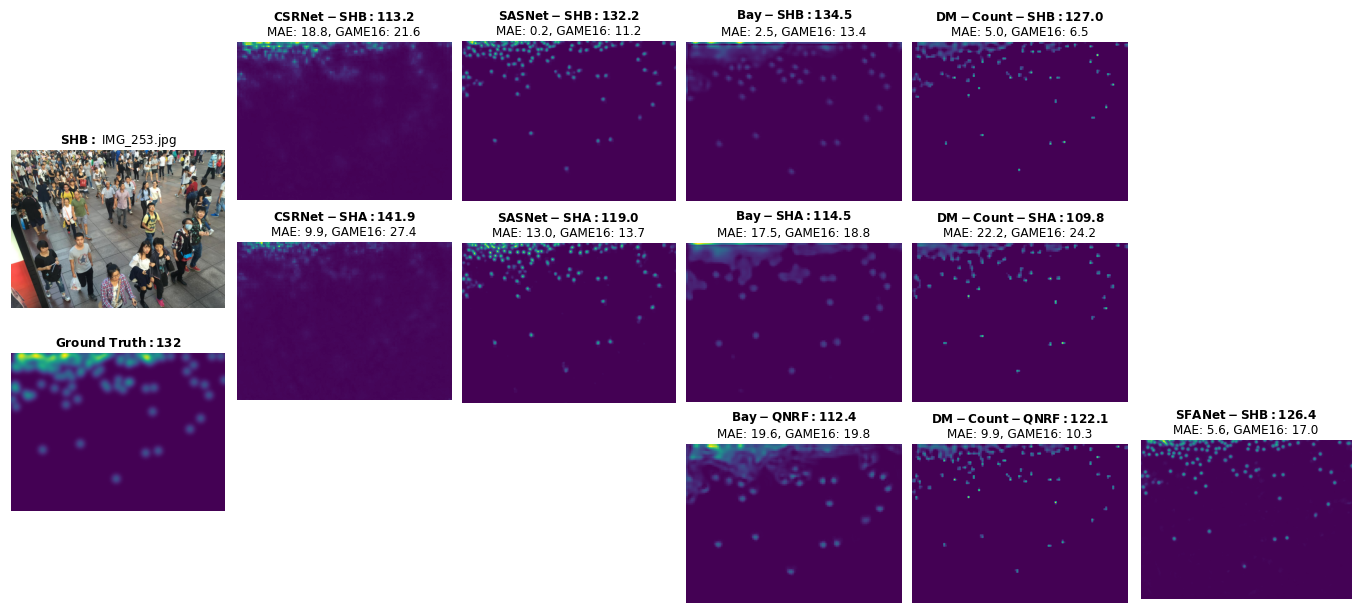 CSRNet−SHB: 113.2
MAE: 18.8, GAME16: 21.6
SASNet−SHB: 132.2
MAE: 0.2, GAME16: 11.2
Bay−SHB: 134.5
MAE: 2.5, GAME16: 13.4
DM−Count−SHB: 127.0
MAE: 5.0, GAME16: 6.5
SHB: IMG_253.jpg
CSRNet−SHA: 141.9
MAE: 9.9, GAME16: 27.4
SASNet−SHA: 119.0
MAE: 13.0, GAME16: 13.7
Bay−SHA: 114.5
MAE: 17.5, GAME16: 18.8
DM−Count−SHA: 109.8
MAE: 22.2, GAME16: 24.2
Ground Truth: 132
Bay−QNRF: 112.4
MAE: 19.6, GAME16: 19.8
DM−Count−QNRF: 122.1
MAE: 9.9, GAME16: 10.3
SFANet−SHB: 126.4
MAE: 5.6, GAME16: 17.0